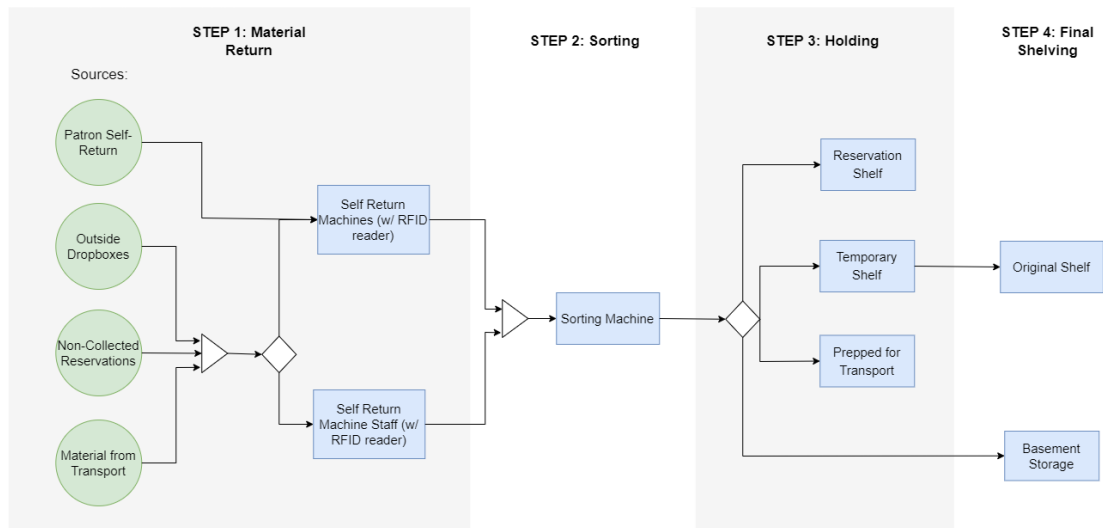 STEP 1: Material
Return
STEP 2: Sorting
STEP 3: Holding
STEP 4: Final
Shelving
Sources:
Patron Self-
Return
Outside
Dropboxes
Non-Collected
Reservations
Material from
Transport
Self Return
Machines (w/ RFID
reader)
Self Return
Machine Staff (w/
RFID reader)
Sorting Machine
Reservation
Shelf
Temporary
Shelf
Prepped for
Transport
Original Shelf
Basement
Storage